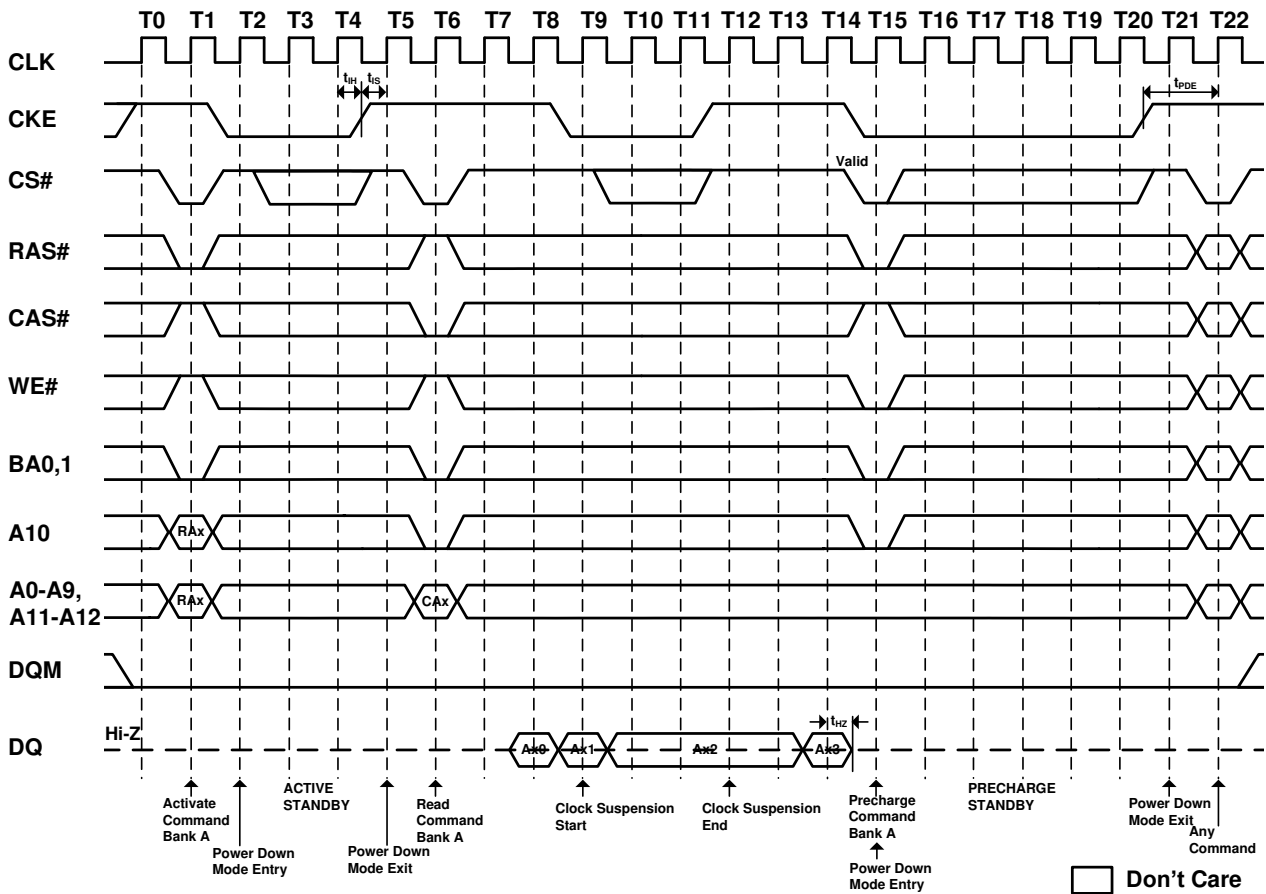 T0 T1 T2 T3 T4 T5 T6 T7 T8 T9 T10 T11 T12 T13 T14 T15 T16 T17 T18 T19 T20 T21 T22
CLK
tIH tIS
tPDE
CKE
Valid
CS#
RAS#
CAS#
WE#
BA0,1
A10
RAx
A0-A9,
A11-A12
RAx
CAx
DQM
Hi-Z
tHZ
DQ
Ax0 Ax1 Ax2 Ax3
Activate
Command
Bank A
Power Down
Mode Entry
ACTIVE
STANDBY
Power Down
Mode Exit
Read
Command
Bank A
Clock Suspension
Start
Clock Suspension
End
Precharge
Command
Bank A
Power Down
Mode Entry
PRECHARGE
STANDBY
Power Down
Mode Exit
Any
Command
Don't Care